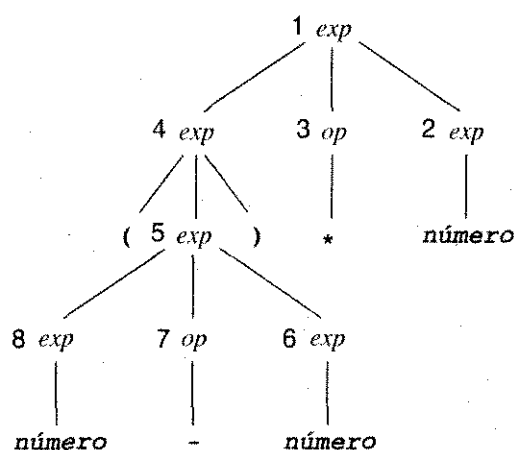 1 exp
4 exp 3 op 2 exp
( 5 exp ) * número
8 exp 7 op 6 exp
número - número